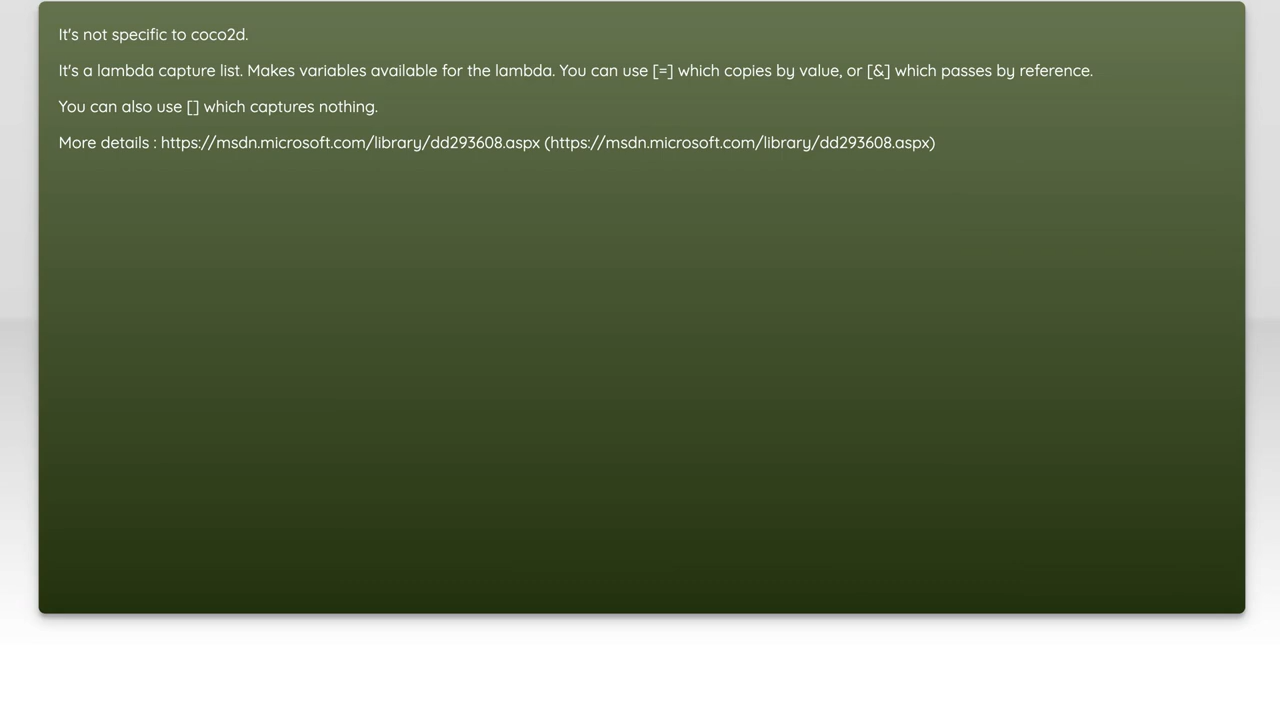 It's not specific to coco2d.
It's a lambda capture list. Makes variables available for the lambda. You can use [=] which copies by value, or [&] which passes by reference.
You can also use [] which captures nothing.
More details : https://msdn.microsoft.com/library/dd293608.aspx (https://msdn.microsoft.com/library/dd293608.aspx)